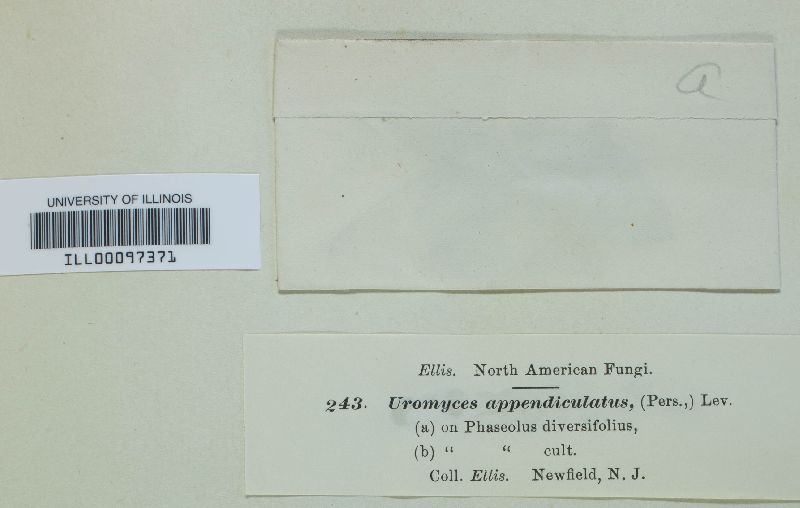 a
UNIVERSITY OF ILLINOIS
ILL00097371
Ellis. North American Fungi.
243. Uromyces appendiculatus, (Pers.,) Lev.
(a) on Phaseolus diversifolius,
(b) “ “ cult.
Coll. Ellis. Newfield, N. J.